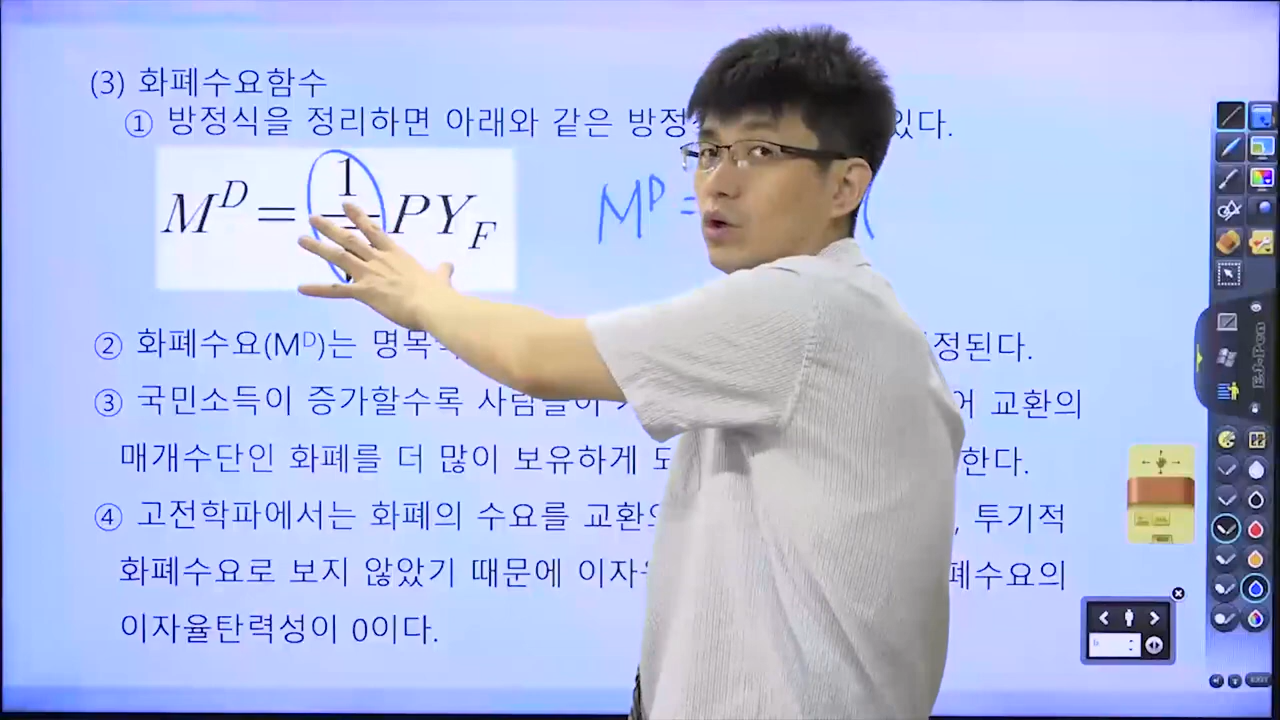 (3) 화폐수요함수
① 방정식을 정리하면 아래와 같은 방정 있다.
M^D = 1 PY_F M^D =
② 화폐수요(M^D)는 명목 정된다.
③ 국민소득이 증가할수록 사람들이 교환의
매개수단인 화폐를 더 많이 보유하게 한다.
④ 고전학파에서는 화폐의 수요를 교환 , 투기적
화폐수요로 보지 않았기 때문에 이자 폐수요의
이자율탄력성이 0이다.
EXIT